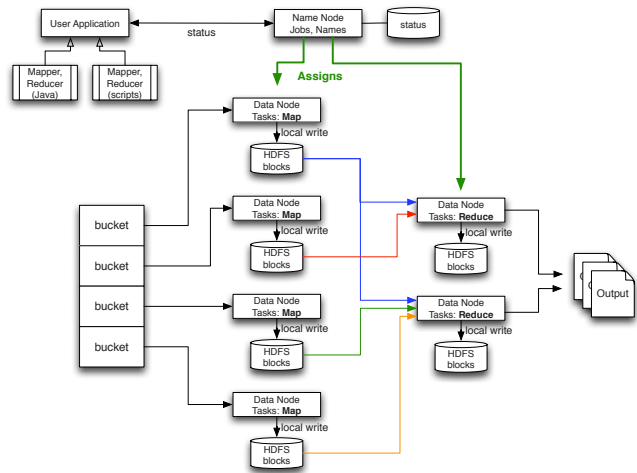 User Application
status
Name Node
Jobs, Names
status
Mapper,
Reducer
(Java)
Mapper,
Reducer
(scripts)
Assigns
Data Node
Tasks: Map
local write
HDFS
blocks
bucket
bucket
bucket
bucket
Data Node
Tasks: Map
local write
HDFS
blocks
Data Node
Tasks: Map
local write
HDFS
blocks
Data Node
Tasks: Map
local write
HDFS
blocks
Data Node
Tasks: Reduce
local write
HDFS
blocks
Data Node
Tasks: Reduce
local write
HDFS
blocks
Output